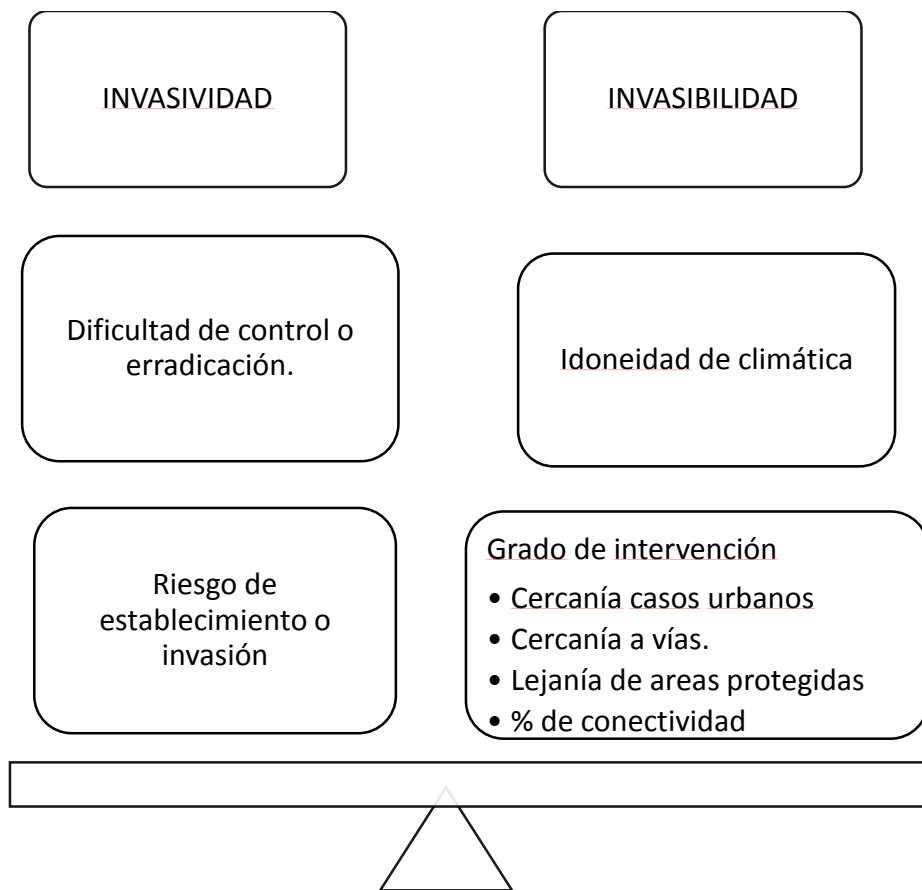 INVASIVIDAD
INVASIBILIDAD
Dificultad de control o
erradicación.
Idoneidad de climática
Riesgo de
establecimiento o
invasión
Grado de intervención
• Cercanía casos urbanos
• Cercanía a vías.
• Lejanía de areas protegidas
• % de conectividad